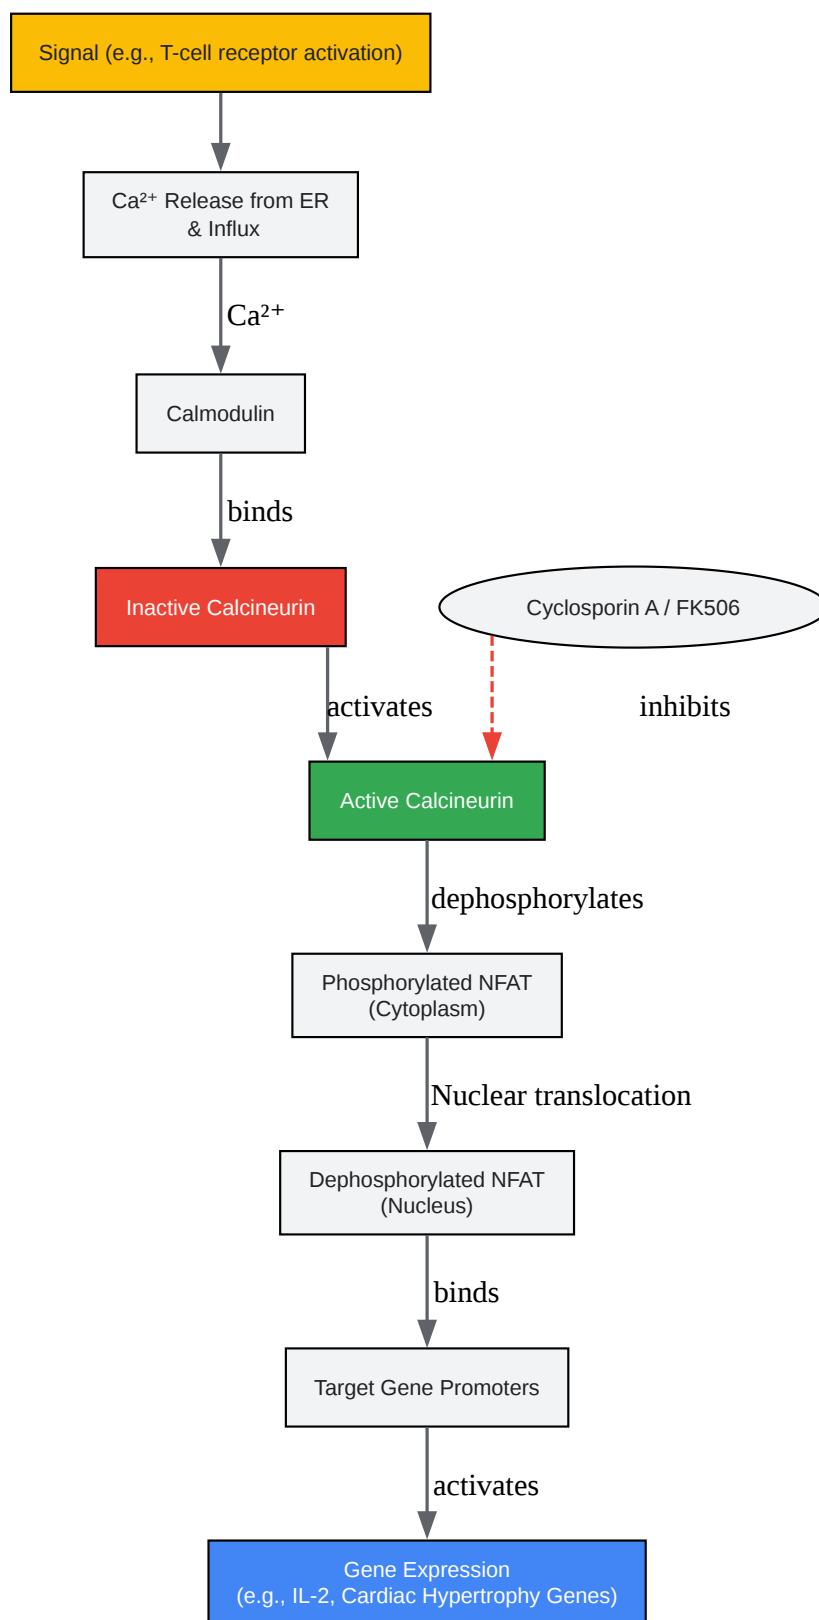 Signal (e.g., T-cell receptor activation)
Ca²⁺ Release from ER
& Influx
Ca²⁺
Calmodulin
binds
Inactive Calcineurin
Cyclosporin A / FK506
activates
inhibits
Active Calcineurin
dephosphorylates
Phosphorylated NFAT
(Cytoplasm)
Nuclear translocation
Dephosphorylated NFAT
(Nucleus)
binds
Target Gene Promoters
activates
Gene Expression
(e.g., IL-2, Cardiac Hypertrophy Genes)